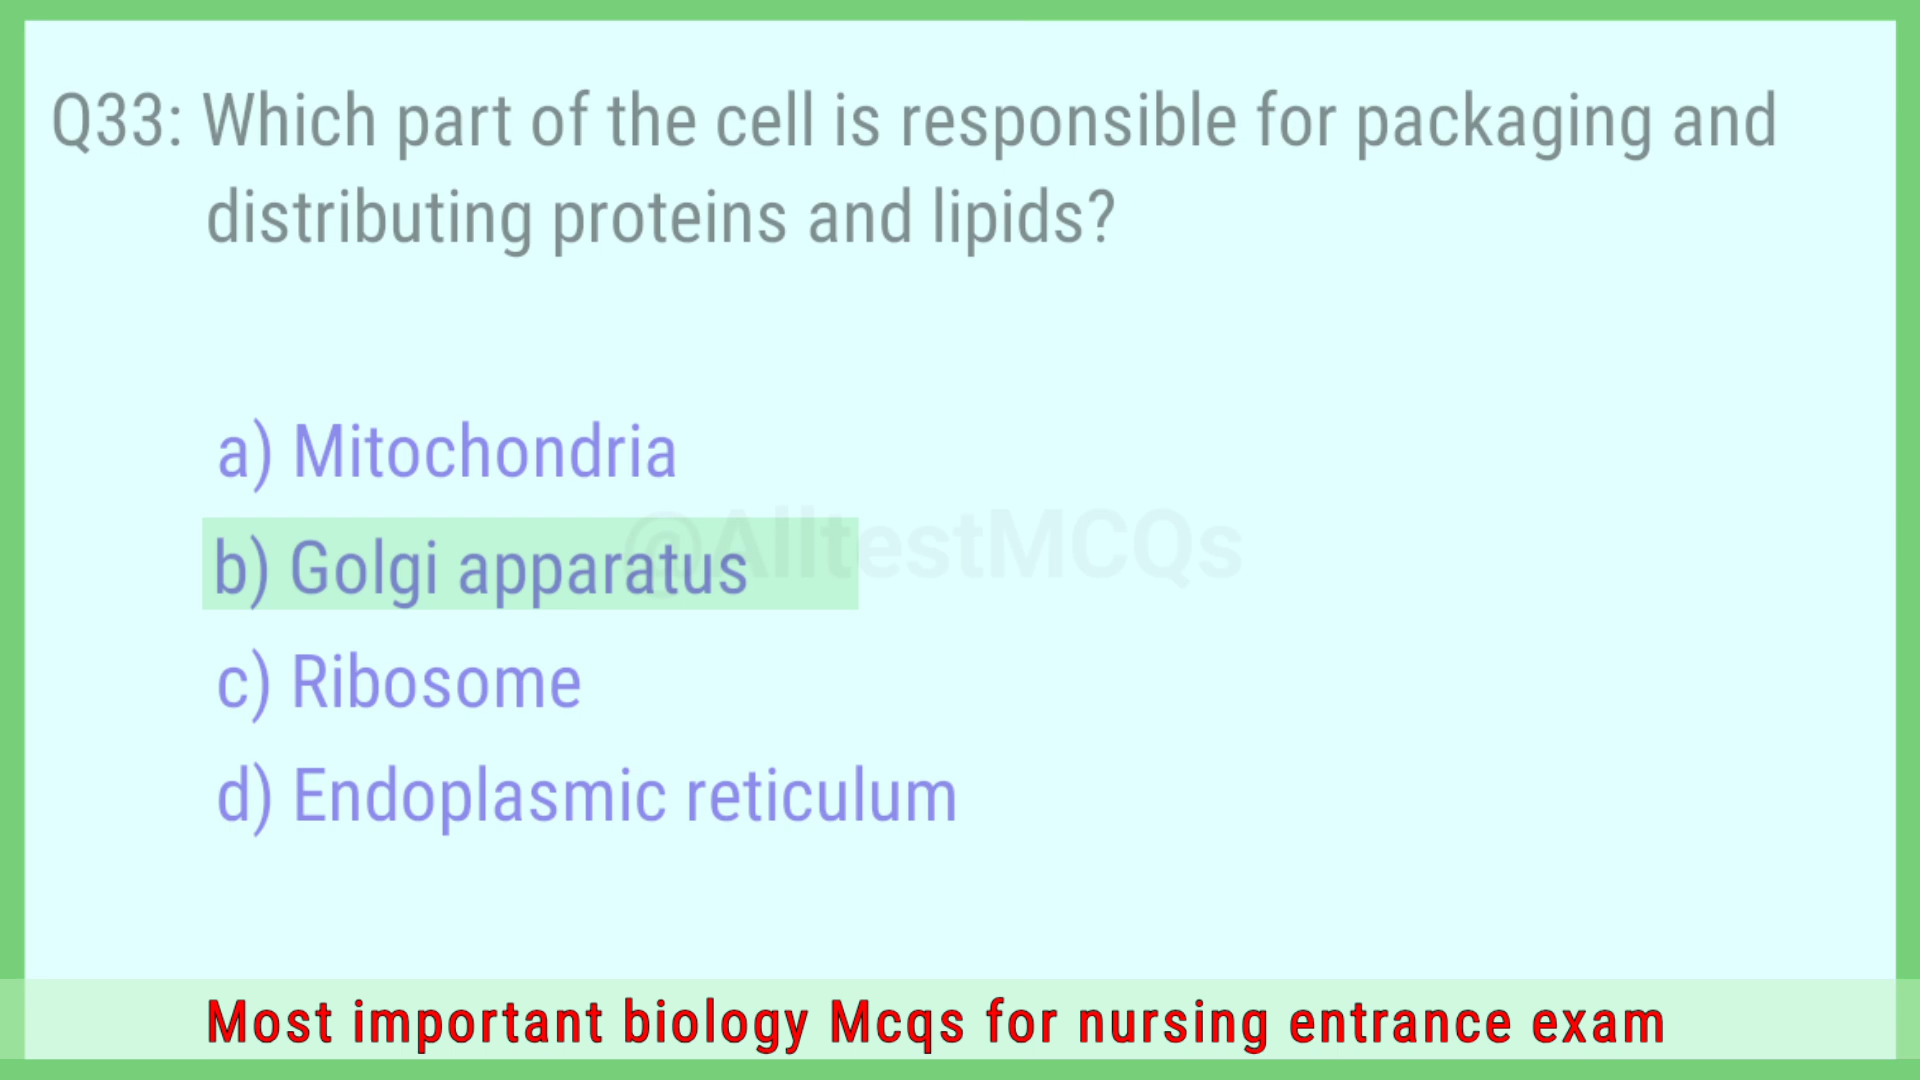 Q33: Which part of the cell is responsible for packaging and
distributing proteins and lipids?
a) Mitochondria
@AlltestMCQs
b) Golgi apparatus
c) Ribosome
d) Endoplasmic reticulum
Most important biology Mcqs for nursing entrance exam